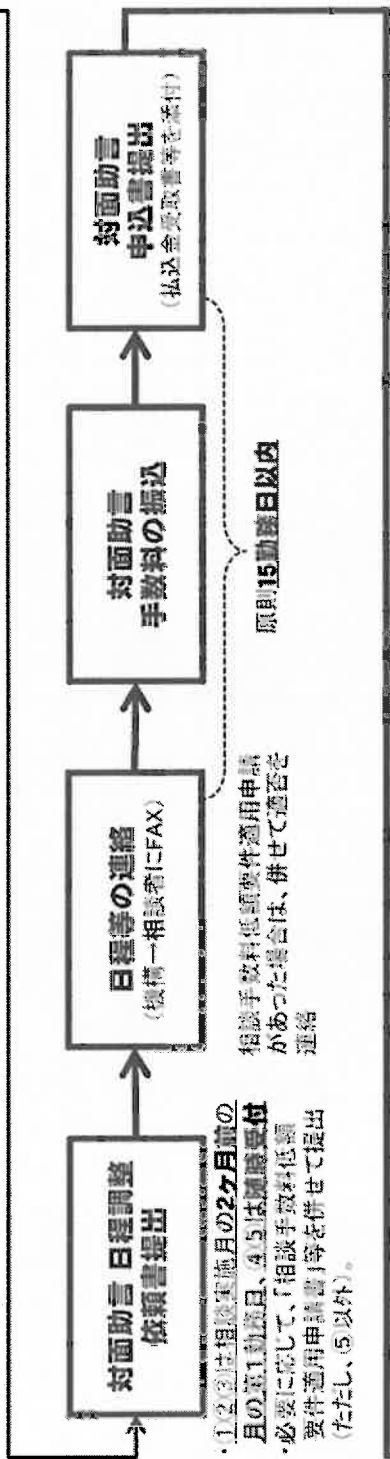 対面助言 日程調整
依頼書提出
・①②③は相談実施月の2ヶ月前の
月の第1勤務日、④⑤は随時受付
・必要に応じて、「相談手数料低額
要件適用申請書」等を併せて提出
(ただし、⑤以外)。
日程等の連絡
(機構→相談者にFAX)
相談手数料低額要件適用申請
があった場合は、併せて適否を
連絡
対面助言
手数料の振込
対面助言
申込書提出
(払込金受取書等を添付)
原則15勤務日以内